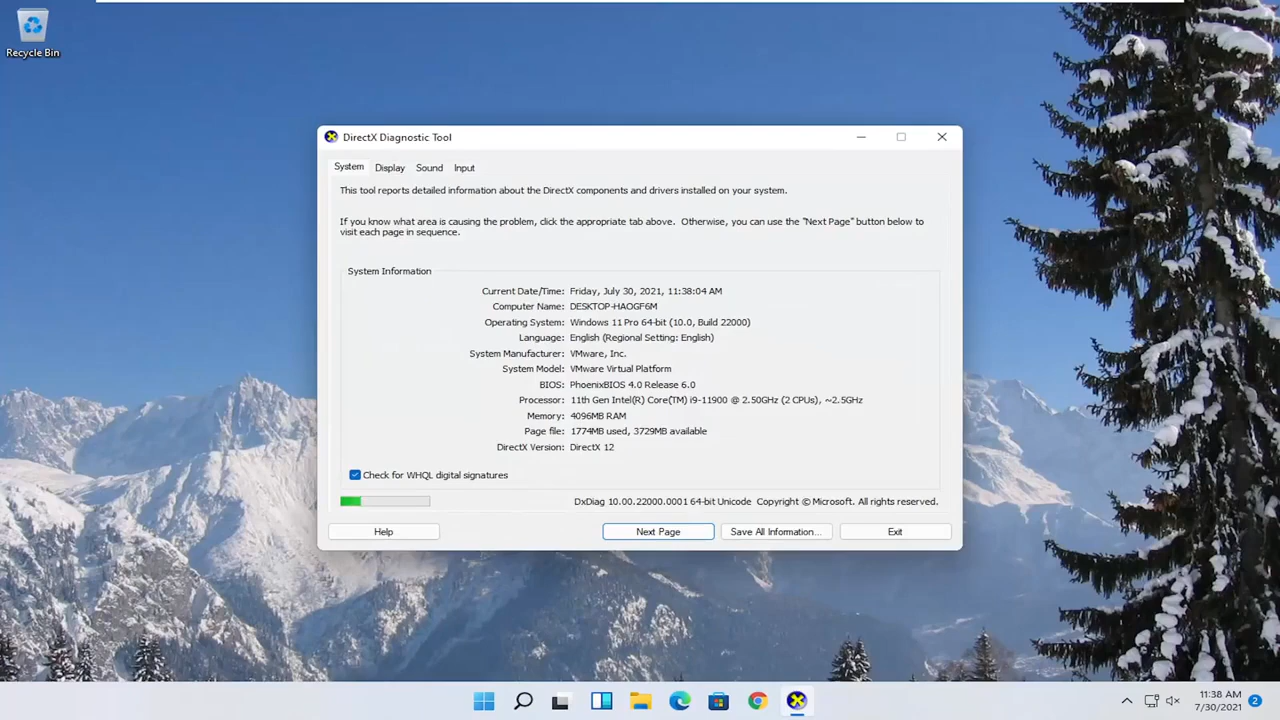 Recycle Bin
DirectX Diagnostic Tool
System Display Sound Input
This tool reports detailed information about the DirectX components and drivers installed on your system.
If you know what area is causing the problem, click the appropriate tab above.  Otherwise, you can use the "Next Page" button below to
visit each page in sequence.
System Information
Current Date/Time: Friday, July 30, 2021, 11:38:04 AM
Computer Name: DESKTOP-HAOGF6M
Operating System: Windows 11 Pro 64-bit (10.0, Build 22000)
Language: English (Regional Setting: English)
System Manufacturer: VMware, Inc.
System Model: VMware Virtual Platform
BIOS: PhoenixBIOS 4.0 Release 6.0
Processor: 11th Gen Intel(R) Core(TM) i9-11900 @ 2.50GHz (2 CPUs), ~2.5GHz
Memory: 4096MB RAM
Page file: 1774MB used, 3729MB available
DirectX Version: DirectX 12
Check for WHQL digital signatures
DxDiag 10.00.22000.0001 64-bit Unicode  Copyright © Microsoft. All rights reserved.
Help Next Page Save All Information... Exit
11:38 AM
7/30/2021 2